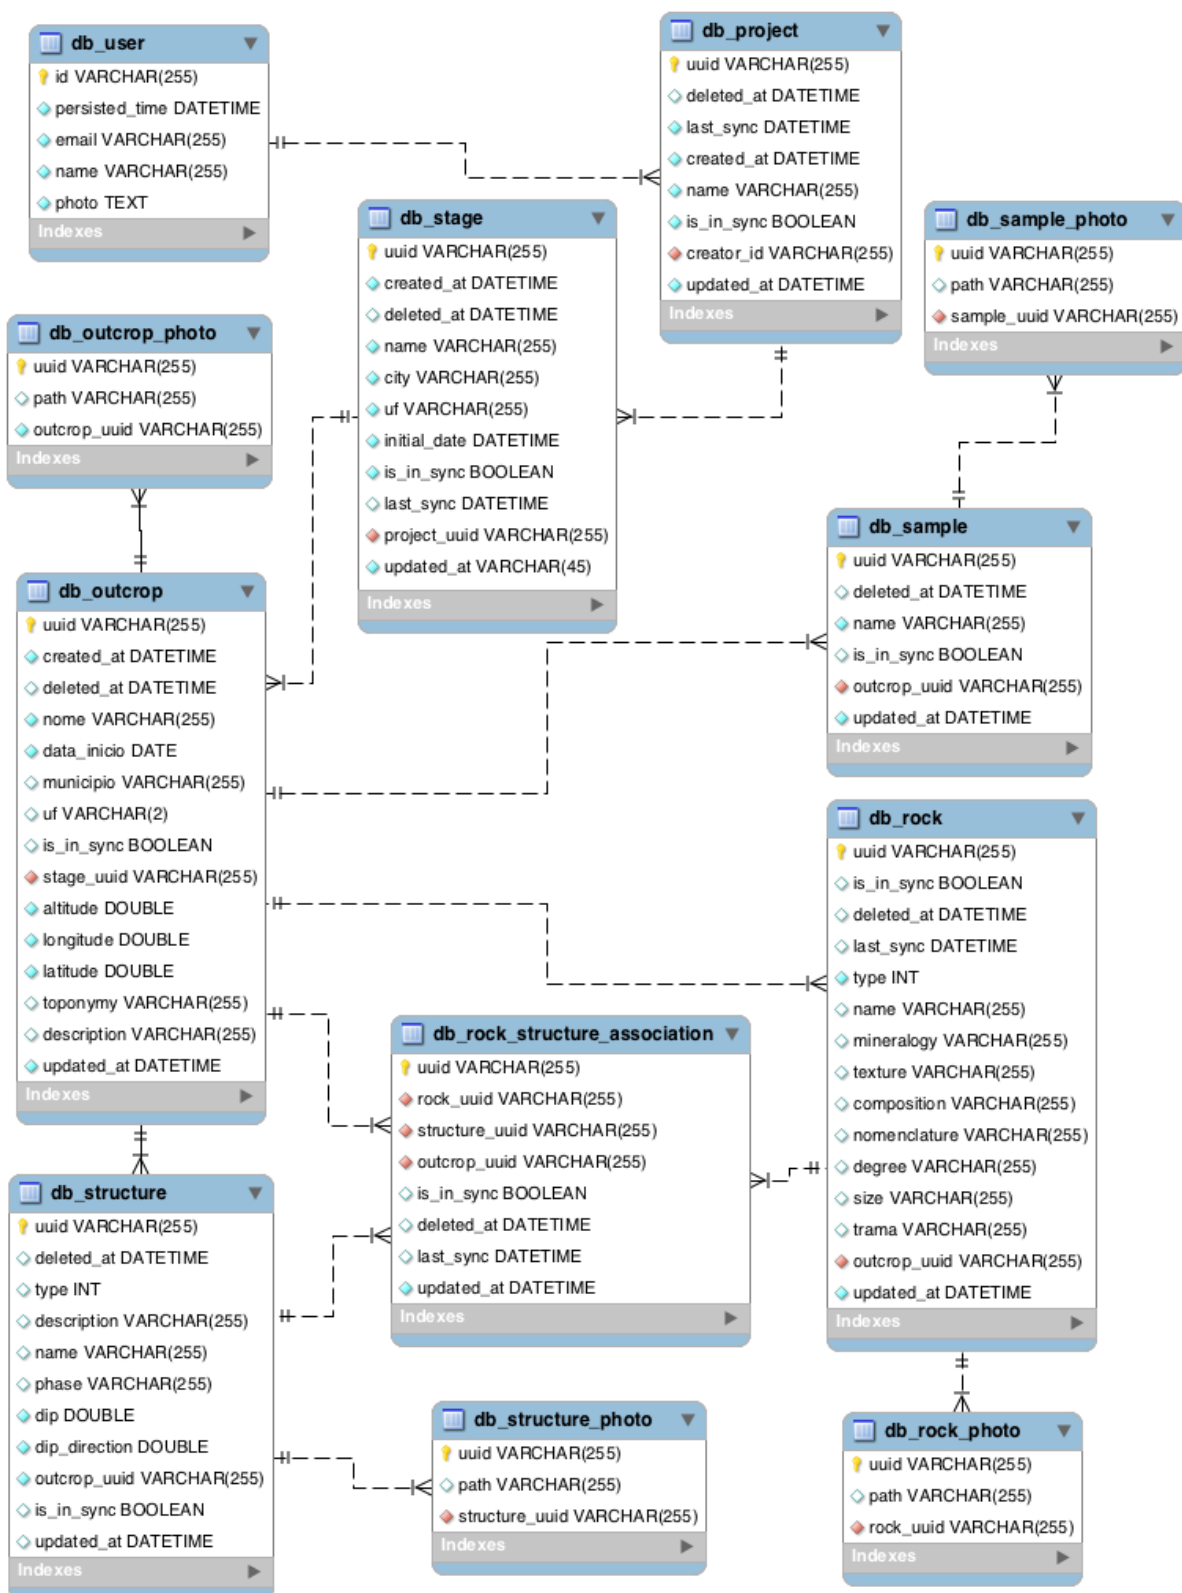 db_user
id VARCHAR(255)
persisted_time DATETIME
email VARCHAR(255)
name VARCHAR(255)
photo TEXT
Indexes
db_project
uuid VARCHAR(255)
deleted_at DATETIME
last_sync DATETIME
created_at DATETIME
name VARCHAR(255)
is_in_sync BOOLEAN
creator_id VARCHAR(255)
updated_at DATETIME
Indexes
db_stage
uuid VARCHAR(255)
created_at DATETIME
deleted_at DATETIME
name VARCHAR(255)
city VARCHAR(255)
uf VARCHAR(255)
initial_date DATETIME
is_in_sync BOOLEAN
last_sync DATETIME
project_uuid VARCHAR(255)
updated_at VARCHAR(45)
Indexes
db_sample_photo
uuid VARCHAR(255)
path VARCHAR(255)
sample_uuid VARCHAR(255)
Indexes
db_outcrop_photo
uuid VARCHAR(255)
path VARCHAR(255)
outcrop_uuid VARCHAR(255)
Indexes
db_sample
uuid VARCHAR(255)
deleted_at DATETIME
name VARCHAR(255)
is_in_sync BOOLEAN
outcrop_uuid VARCHAR(255)
updated_at DATETIME
Indexes
db_outcrop
uuid VARCHAR(255)
created_at DATETIME
deleted_at DATETIME
nome VARCHAR(255)
data_inicio DATE
municipio VARCHAR(255)
uf VARCHAR(2)
is_in_sync BOOLEAN
stage_uuid VARCHAR(255)
altitude DOUBLE
longitude DOUBLE
latitude DOUBLE
toponymy VARCHAR(255)
description VARCHAR(255)
updated_at DATETIME
Indexes
db_rock
uuid VARCHAR(255)
is_in_sync BOOLEAN
deleted_at DATETIME
last_sync DATETIME
type INT
name VARCHAR(255)
mineralogy VARCHAR(255)
texture VARCHAR(255)
composition VARCHAR(255)
nomenclature VARCHAR(255)
degree VARCHAR(255)
size VARCHAR(255)
trama VARCHAR(255)
outcrop_uuid VARCHAR(255)
updated_at DATETIME
Indexes
db_rock_structure_association
uuid VARCHAR(255)
rock_uuid VARCHAR(255)
structure_uuid VARCHAR(255)
outcrop_uuid VARCHAR(255)
is_in_sync BOOLEAN
deleted_at DATETIME
last_sync DATETIME
updated_at DATETIME
Indexes
db_structure
uuid VARCHAR(255)
deleted_at DATETIME
type INT
description VARCHAR(255)
name VARCHAR(255)
phase VARCHAR(255)
dip DOUBLE
dip_direction DOUBLE
outcrop_uuid VARCHAR(255)
is_in_sync BOOLEAN
updated_at DATETIME
Indexes
db_structure_photo
uuid VARCHAR(255)
path VARCHAR(255)
structure_uuid VARCHAR(255)
Indexes
db_rock_photo
uuid VARCHAR(255)
path VARCHAR(255)
rock_uuid VARCHAR(255)
Indexes